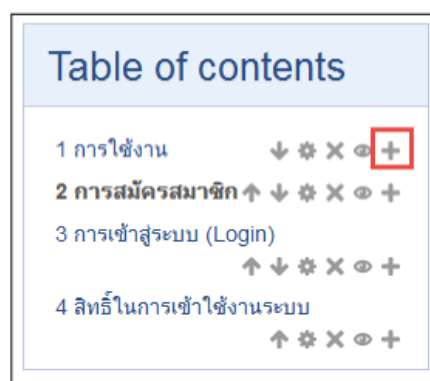 Table of contents
1 การใช้งาน
2 การสมัครสมาชิก
3 การเข้าสู่ระบบ (Login)
4 สิทธิ์ในการเข้าใช้งานระบบ